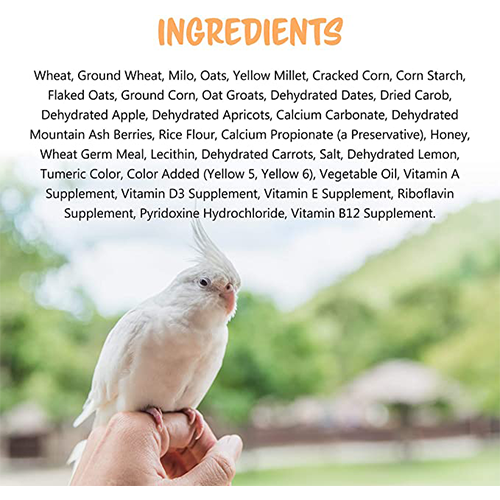 INGREDIENTS
Wheat, Ground Wheat, Milo, Oats, Yellow Millet, Cracked Corn, Corn Starch,
Flaked Oats, Ground Corn, Oat Groats, Dehydrated Dates, Dried Carob,
Dehydrated Apple, Dehydrated Apricots, Calcium Carbonate, Dehydrated
Mountain Ash Berries, Rice Flour, Calcium Propionate (a Preservative), Honey,
Wheat Germ Meal, Lecithin, Dehydrated Carrots, Salt, Dehydrated Lemon,
Tumeric Color, Color Added (Yellow 5, Yellow 6), Vegetable Oil, Vitamin A
Supplement, Vitamin D3 Supplement, Vitamin E Supplement, Riboflavin
Supplement, Pyridoxine Hydrochloride, Vitamin B12 Supplement.